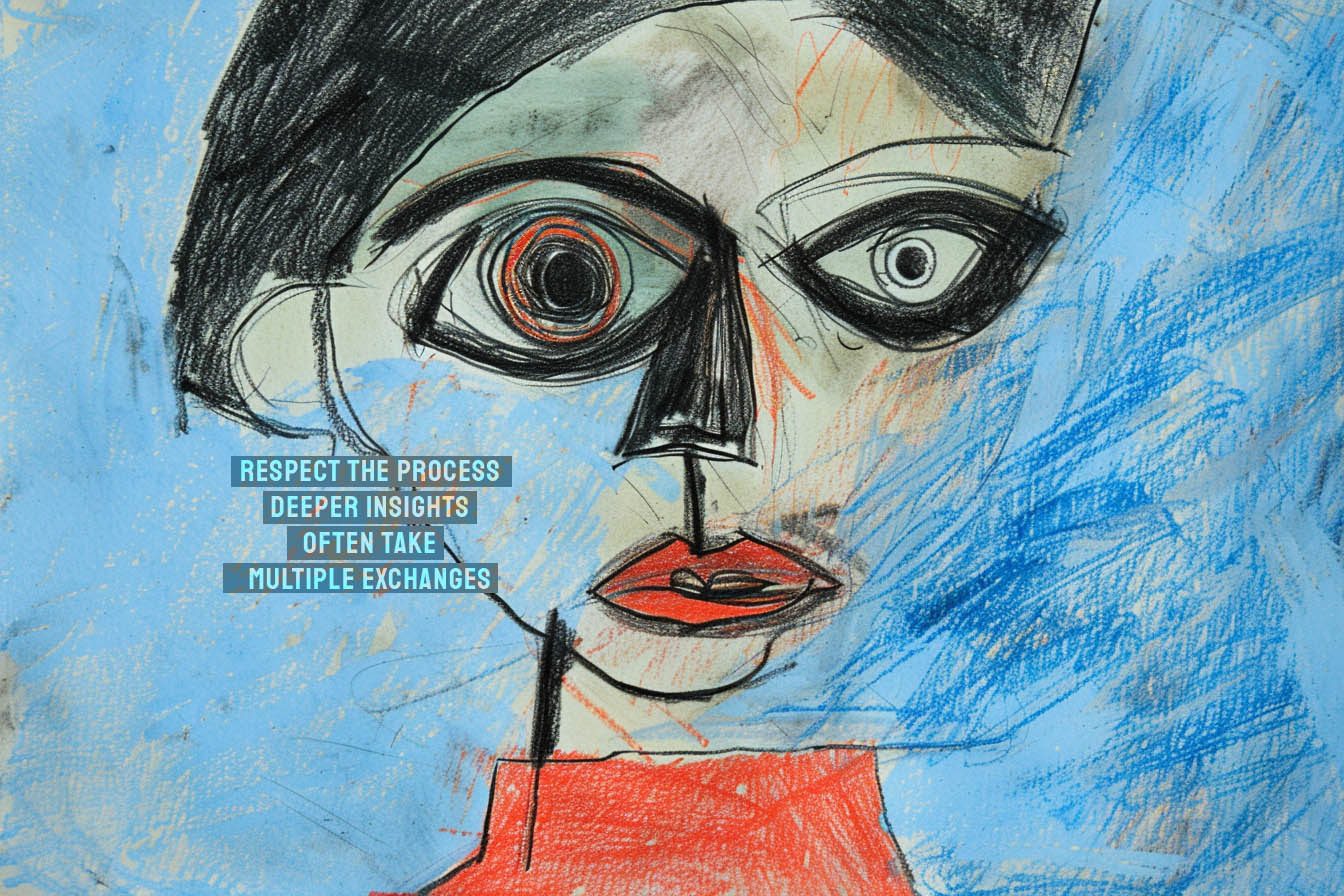 RESPECT THE PROCESS
DEEPER INSIGHTS
OFTEN TAKE
MULTIPLE EXCHANGES